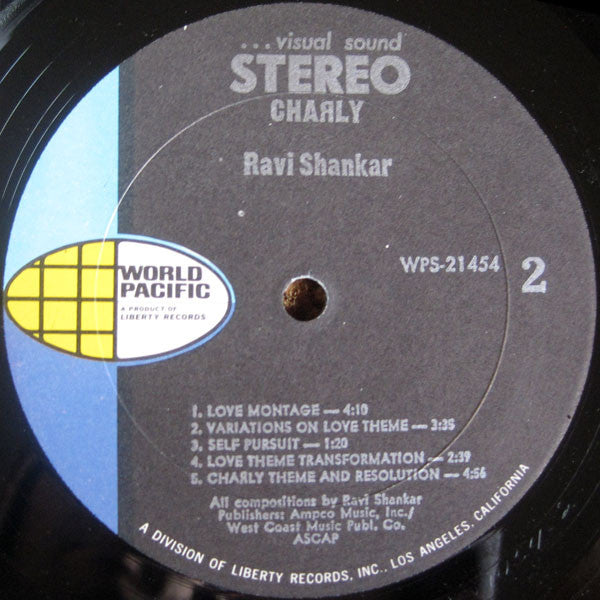 ...visual sound
STEREO
CHAЯLY
Ravi Shankar
WPS-21454 2
WORLD
PACIFIC
A PRODUCT OF
LIBERTY RECORDS
1. LOVE MONTAGE — 4:10
2. VARIATIONS ON LOVE THEME — 3:35
3. SELF PURSUIT — 1:20
4. LOVE THEME TRANSFORMATION — 2:39
5. CHARLY THEME AND RESOLUTION — 4:56
All compositions by Ravi Shankar
Publishers: Ampco Music, Inc./
West Coast Music Publ. Co.
ASCAP
A DIVISION OF LIBERTY RECORDS, INC., LOS ANGELES, CALIFORNIA